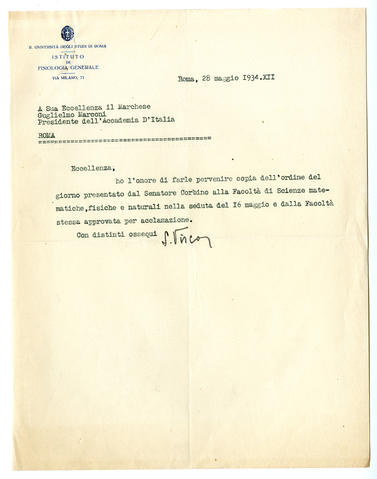 R. UNIVERSITÀ DEGLI STUDI DI ROMA
ISTITUTO
DI
FISIOLOGIA GENERALE
VIA MILANO, 71
Roma, 28 maggio 1934.XII
A Sua Eccellenza il Marchese
Guglielmo Marconi
Presidente dell'Accademia D'Italia
ROMA
========================================
Eccellenza,
ho l'onore di farle pervenire copia dell'ordine del
giorno presentato dal Senatore Corbino alla Facoltà di Scienze mate-
matiche,fisiche e naturali nella seduta del I6 maggio e dalla Facoltà
stessa approvata per acclamazione.
Con distinti ossequi